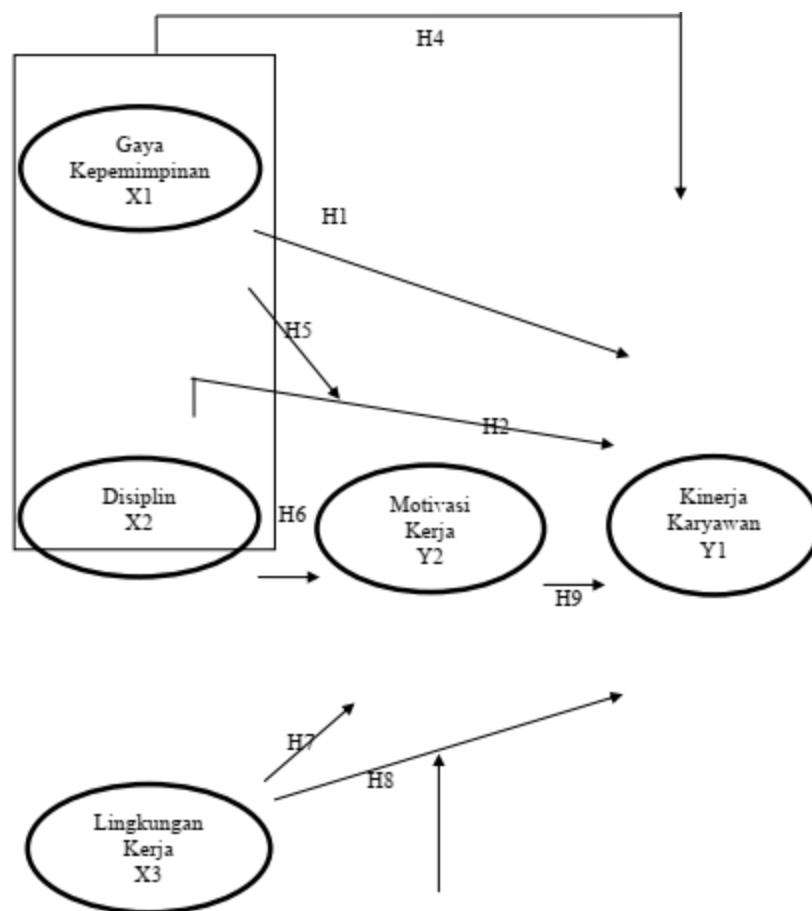 H4
Gaya
Kepemimpinan
X1
H1
H5
H2
Disiplin
X2
H6
Motivasi
Kerja
Y2
Kinerja
Karyawan
Y1
H9
H7
H8
Lingkungan
Kerja
X3